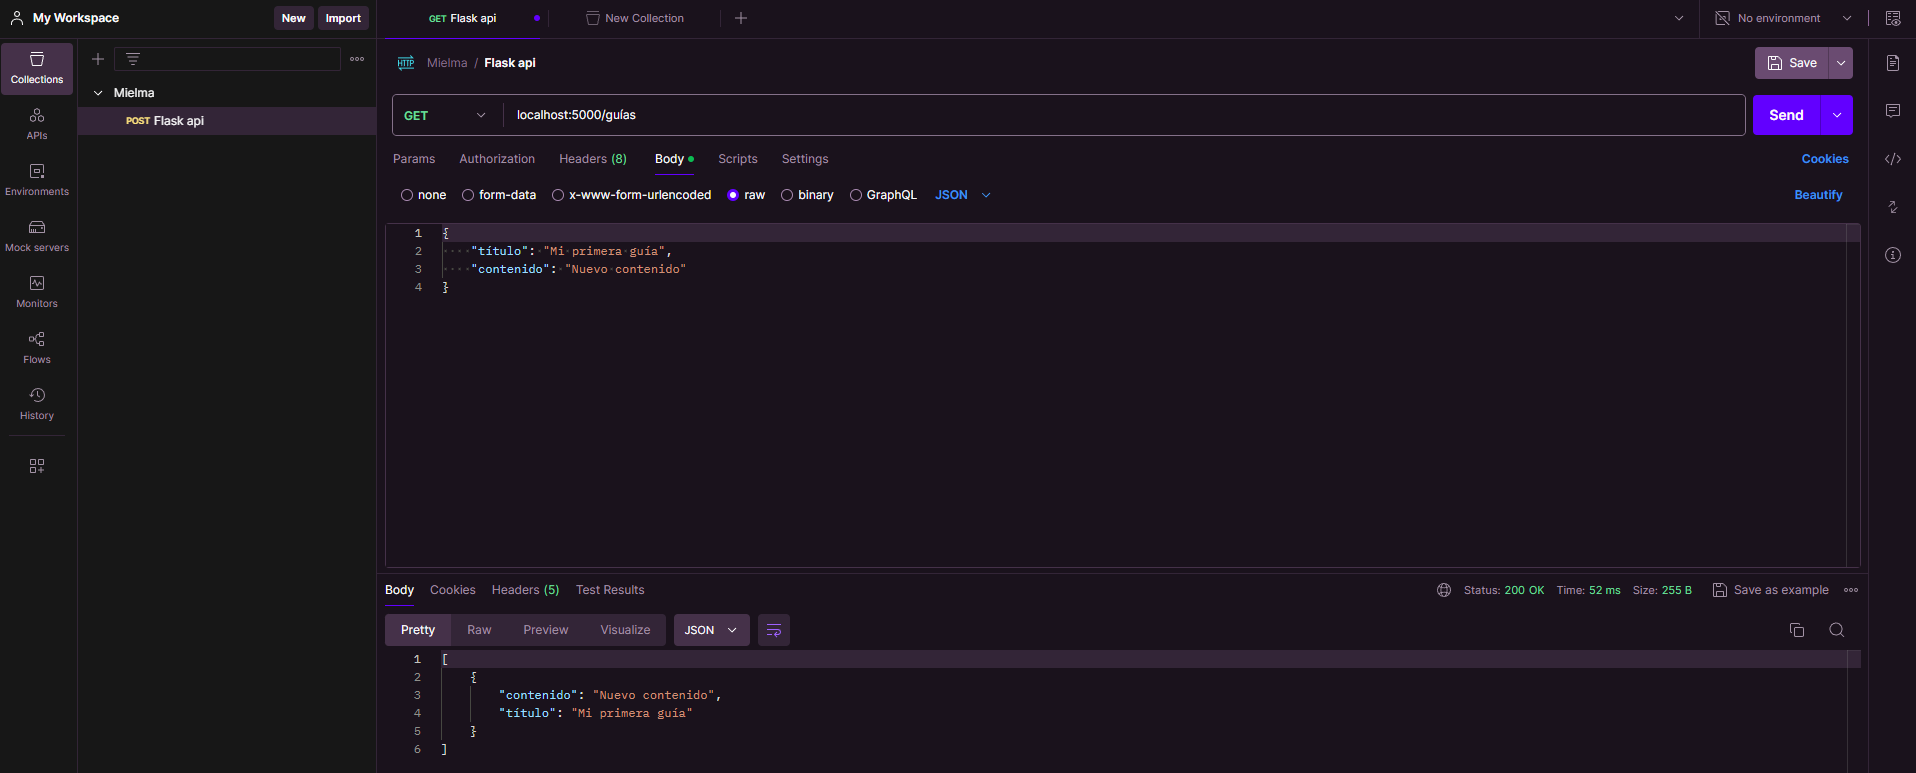 My Workspace
New
Import
GET Flask api
New Collection
No environment
Collections
APIs
Environments
Mock servers
Monitors
Flows
History
Mielma
POST Flask api
HTTP
Mielma / Flask api
Save
GET
localhost:5000/guías
Send
Params
Authorization
Headers (8)
Body
Scripts
Settings
Cookies
none
form-data
x-www-form-urlencoded
raw
binary
GraphQL
JSON
Beautify
1 {
2 "título": "Mi primera guía",
3 "contenido": "Nuevo contenido"
4 }
Body
Cookies
Headers (5)
Test Results
Status: 200 OK
Time: 52 ms
Size: 255 B
Save as example
Pretty
Raw
Preview
Visualize
JSON
1 [
2 {
3 "contenido": "Nuevo contenido",
4 "título": "Mi primera guía"
5 }
6 ]